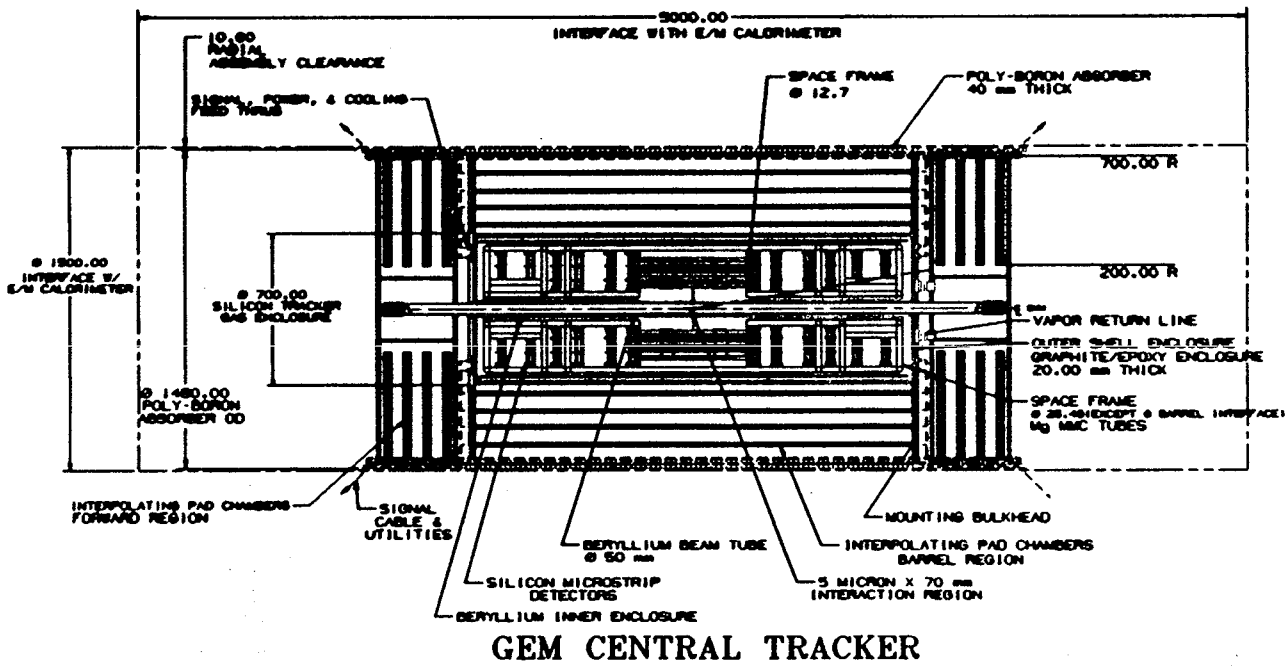 5000.00
INTERFACE WITH E/M CALORIMETER
10.00
RADIAL
ASSEMBLY CLEARANCE
SPACE FRAME
Ø 12.7
POLY-BORON ABSORBER
40 mm THICK
SIGNAL, POWER, & COOLING
FEED THRUS
700.00 R
Ø 1500.00
INTERFACE W/
E/M CALORIMETER
Ø 700.00
SILICON TRACKER
GAS ENCLOSURE
200.00 R
VAPOR RETURN LINE
OUTER SHELL ENCLOSURE
GRAPHITE/EPOXY ENCLOSURE
20.00 mm THICK
Ø 1480.00
POLY-BORON
ABSORBER OD
SPACE FRAME
(EXCEPT @ BARREL INTERFACE)
Mg MMC TUBES
INTERPOLATING PAD CHAMBERS
FORWARD REGION
SIGNAL
CABLE &
UTILITIES
MOUNTING BULKHEAD
BERYLLIUM BEAM TUBE
Ø 50 mm
INTERPOLATING PAD CHAMBERS
BARREL REGION
SILICON MICROSTRIP
DETECTORS
5 MICRON X 70 mm
INTERACTION REGION
BERYLLIUM INNER ENCLOSURE
GEM CENTRAL TRACKER